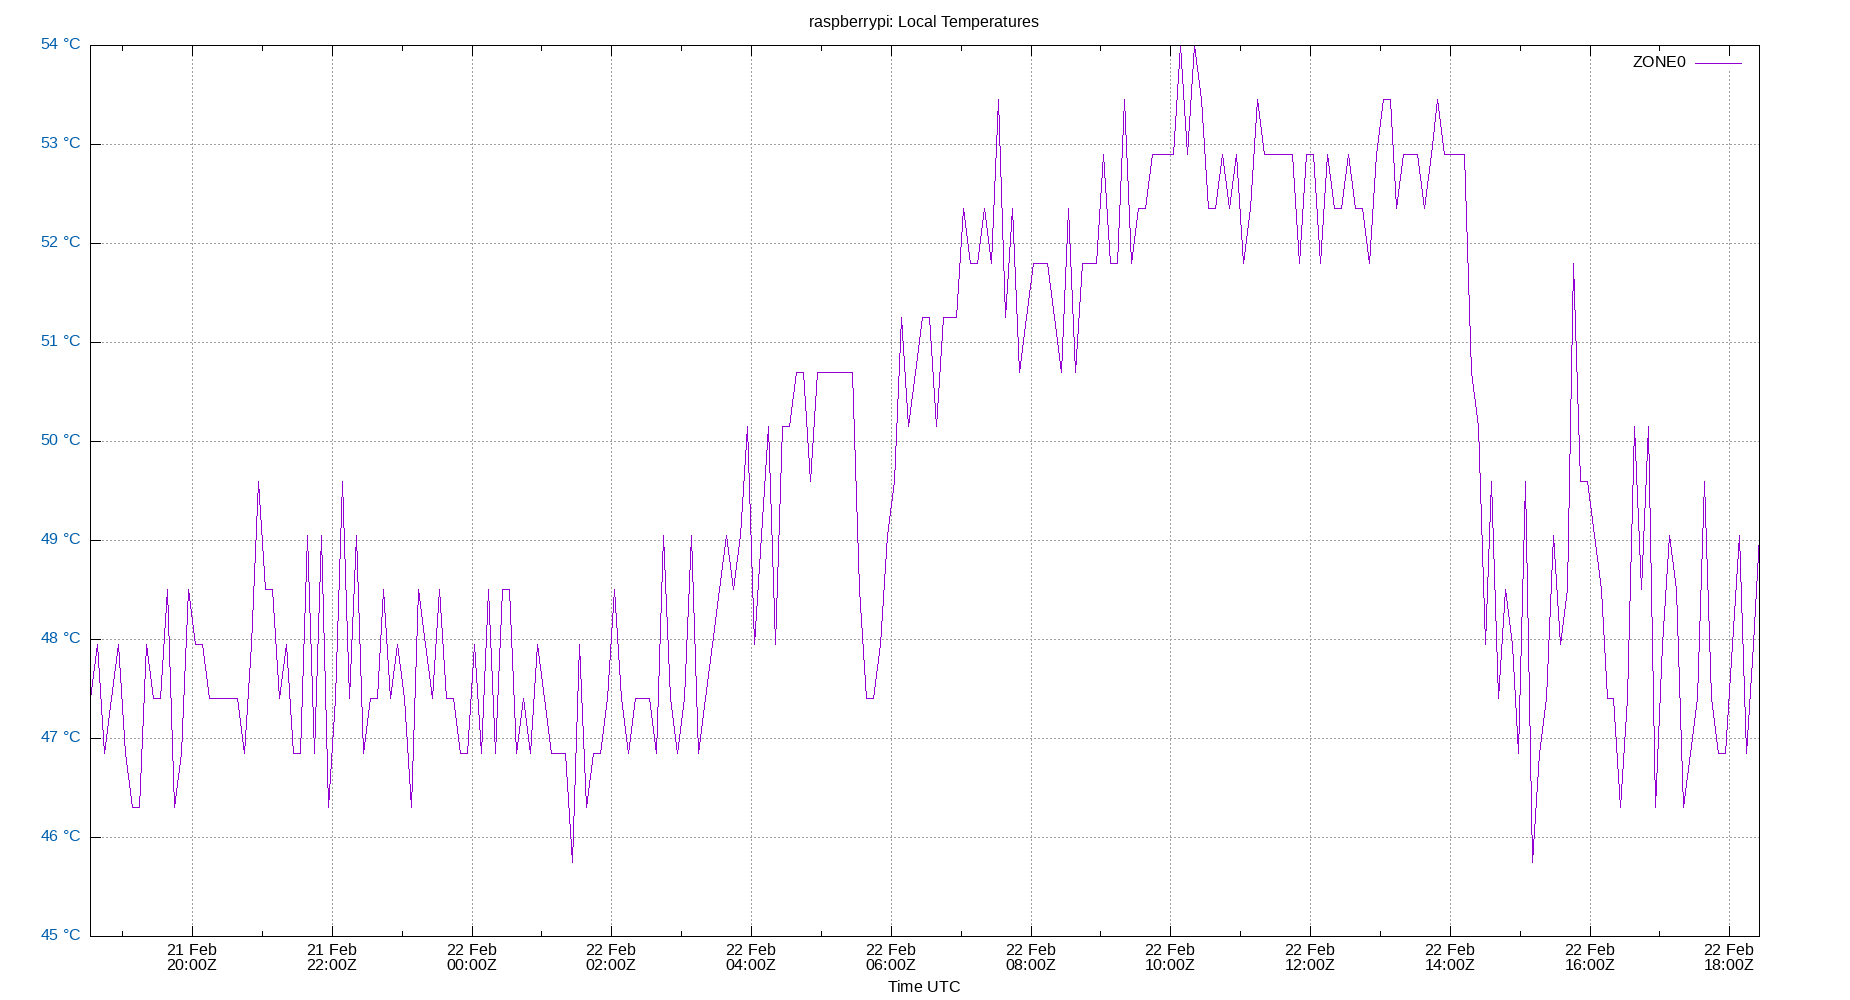 raspberrypi: Local Temperatures
ZONE0
54 °C
53 °C
52 °C
51 °C
50 °C
49 °C
48 °C
47 °C
46 °C
45 °C
21 Feb 21 Feb 22 Feb 22 Feb 22 Feb 22 Feb 22 Feb 22 Feb 22 Feb 22 Feb 22 Feb 22 Feb
20:00Z 22:00Z 00:00Z 02:00Z 04:00Z 06:00Z 08:00Z 10:00Z 12:00Z 14:00Z 16:00Z 18:00Z
Time UTC